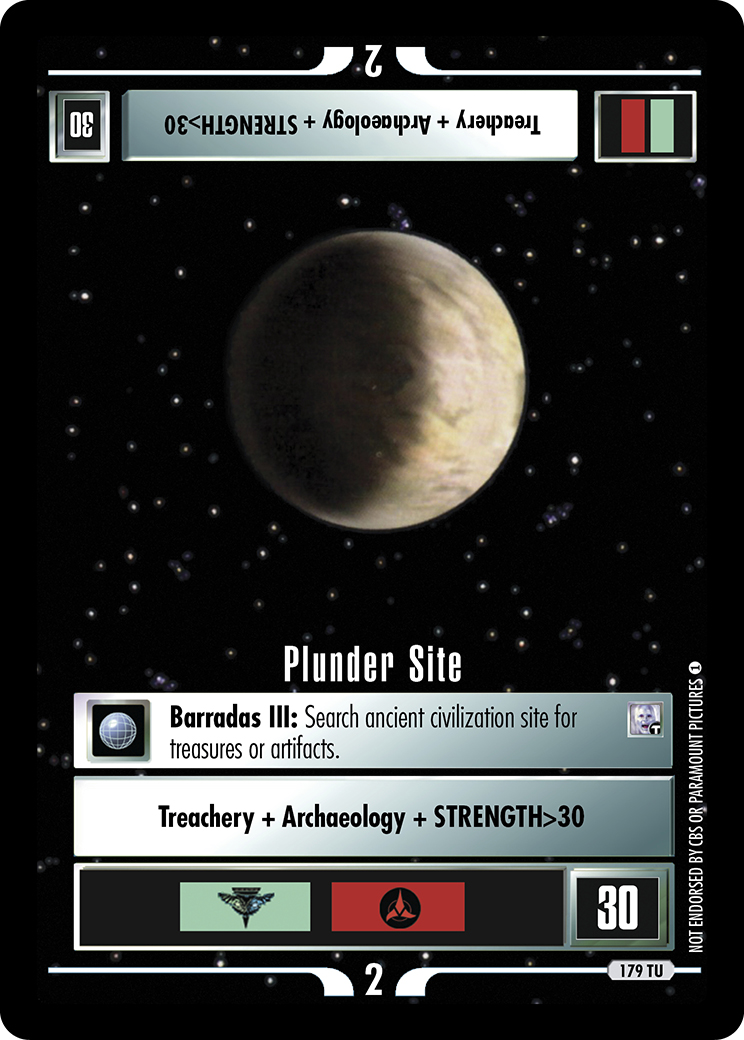 2
30
Treachery + Archaeology + STRENGTH>30
Plunder Site
Barradas III: Search ancient civilization site for
treasures or artifacts.
T
Treachery + Archaeology + STRENGTH>30
30
2
179 TU
NOT ENDORSED BY CBS OR PARAMOUNT PICTURES 1